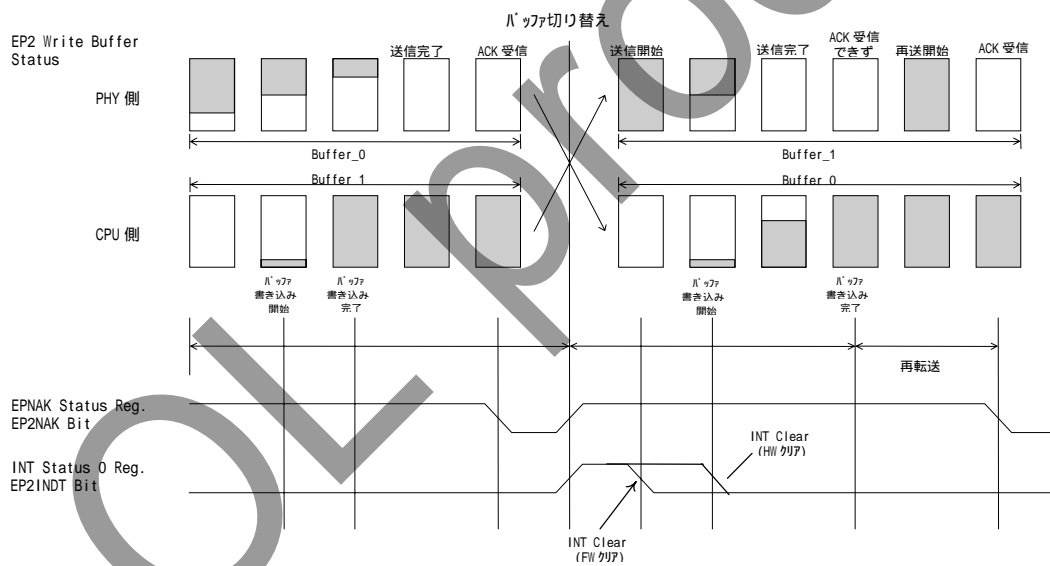 バッファ切り替え
EP2 Write Buffer
Status
送信完了
ACK 受信
送信開始
送信完了
ACK 受信
できず
再送開始
ACK 受信
PHY 側
Buffer_0
Buffer_1
Buffer_1
Buffer_0
CPU 側
バッファ
書き込み
開始
バッファ
書き込み
完了
バッファ
書き込み
開始
バッファ
書き込み
完了
再転送
EPNAK Status Reg.
EP2NAK Bit
INT Clear
(HW クリア)
INT Status 0 Reg.
EP2INDT Bit
INT Clear
(FW クリア)